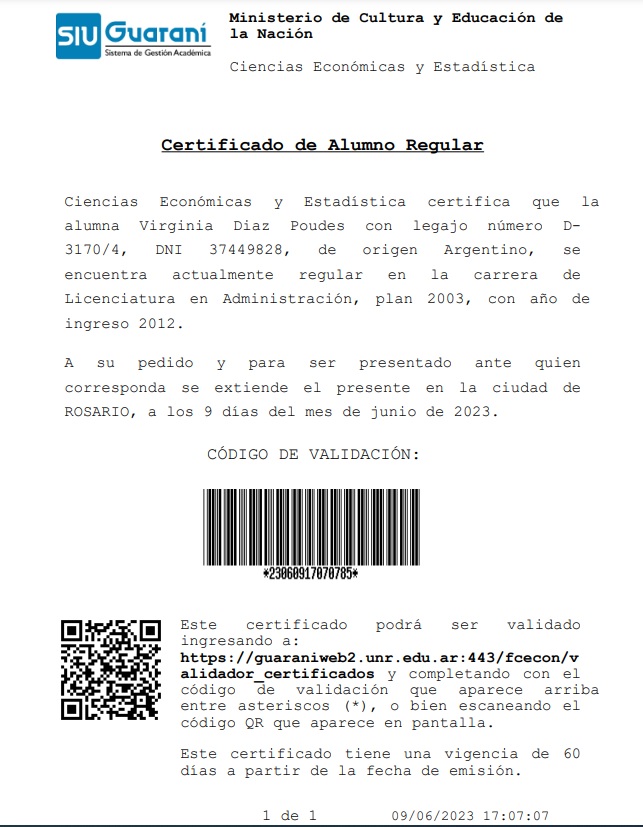 SIU Guaraní
Sistema de Gestión Académica
Ministerio de Cultura y Educación de
la Nación
Ciencias Económicas y Estadística
Certificado de Alumno Regular
Ciencias Económicas y Estadística certifica que la
alumna Virginia Diaz Poudes con legajo número D-
3170/4, DNI 37449828, de origen Argentino, se
encuentra actualmente regular en la carrera de
Licenciatura en Administración, plan 2003, con año de
ingreso 2012.
A su pedido y para ser presentado ante quien
corresponda se extiende el presente en la ciudad de
ROSARIO, a los 9 días del mes de junio de 2023.
CÓDIGO DE VALIDACIÓN:
*23060917070785*
Este certificado podrá ser validado
ingresando a:
https://guaraniweb2.unr.edu.ar:443/fcecon/v
alidador_certificados y completando con el
código de validación que aparece arriba
entre asteriscos (*), o bien escaneando el
código QR que aparece en pantalla.
Este certificado tiene una vigencia de 60
días a partir de la fecha de emisión.
1 de 1 09/06/2023 17:07:07